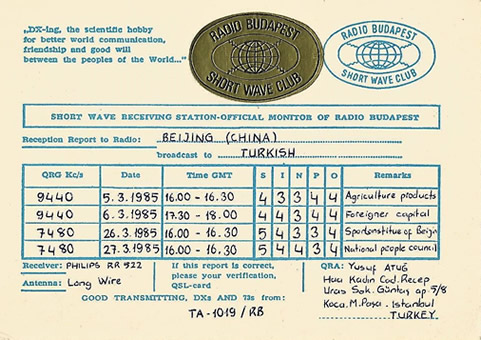 „DX-ing, the scientific hobby
for better world communication,
friendship and good will
between the peoples of the World..."
RADIO BUDAPEST
SHORT WAVE CLUB
RADIO BUDAPEST
SHORT WAVE CLUB
SHORT WAVE RECEIVING STATION-OFFICIAL MONITOR OF RADIO BUDAPEST
Reception Report to Radio: BEIJING (CHINA)
broadcast to TURKISH
QRG Kc/s Date Time GMT S I N P O Remarks
9440 5.3.1985 16.00 - 16.30 4 3 3 4 4 Agriculture products
9440 6.3.1985 17.30 - 18.00 4 4 3 4 4 Foreigner capital
7480 26.3.1985 16.00 - 16.30 5 4 3 3 4 Sportenstitue of Beijin
7480 27.3.1985 16.00 - 16.30 5 4 4 3 4 National people council
Receiver: PHILIPS RR 522
Antenna: Long Wire
If this report is correct,
please your verification,
QSL-card
QRA: Yusuf ATUĞ
Hua Kadın Cad. Recep
Uras Sok. Güntaş ap. 5/8
Koca. M. Paşa. Istanbul
TURKEY
GOOD TRANSMITTING, DXs AND 73s from:
TA-1019 / RB